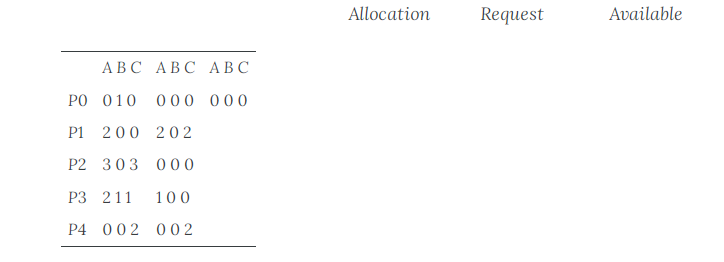 Allocation Request Available
A B C A B C A B C
P0 0 1 0 0 0 0 0 0 0
P1 2 0 0 2 0 2
P2 3 0 3 0 0 0
P3 2 1 1 1 0 0
P4 0 0 2 0 0 2